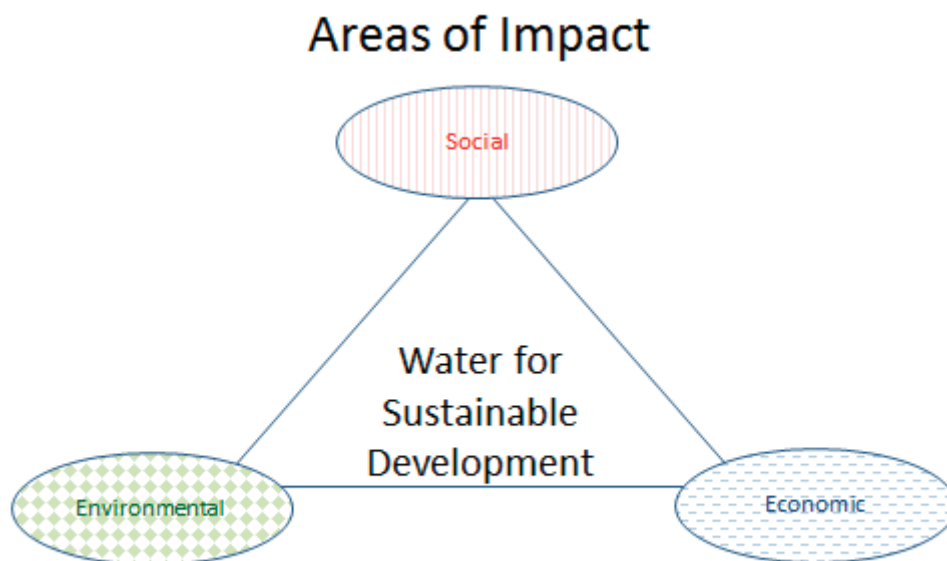 Areas of Impact
Social
Water for
Sustainable
Development
Environmental
Economic